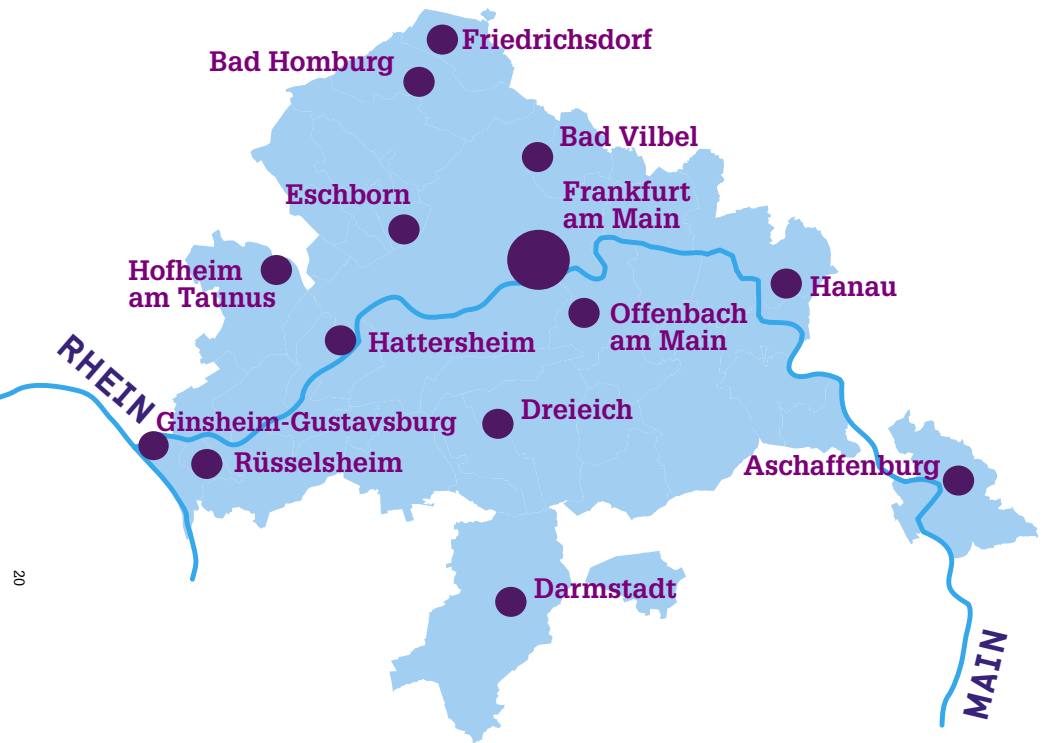 Friedrichsdorf
Bad Homburg
Bad Vilbel
Eschborn
Frankfurt
am Main
Hofheim
am Taunus
Hanau
Offenbach
am Main
Hattersheim
RHEIN
Dreieich
Ginsheim-Gustavsburg
Rüsselsheim
Aschaffenburg
20
Darmstadt
MAIN